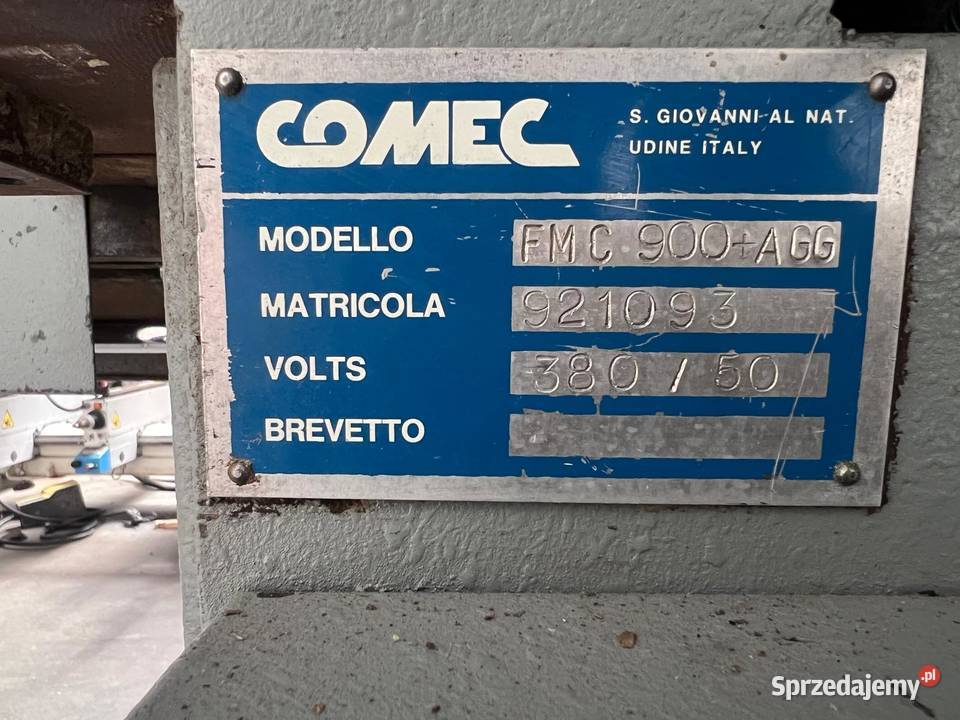 COMEC
S. GIOVANNI AL NAT.
UDINE ITALY
MODELLO FMC 900+AGG
MATRICOLA 921093
VOLTS 380 / 50
BREVETTO
Sprzedajemy.pl